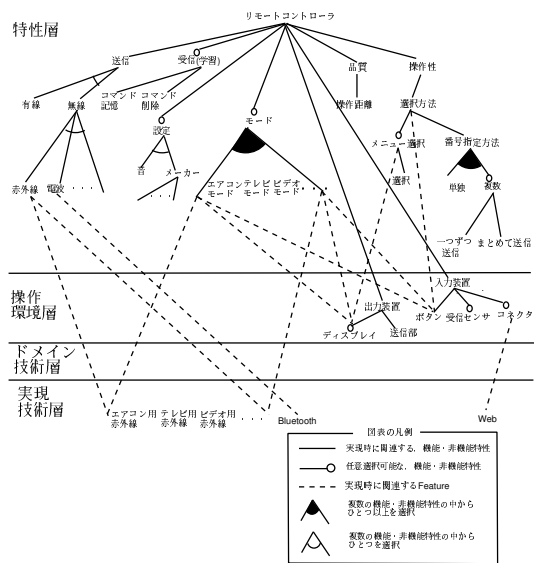 リモートコントローラ
特性層
送信
受信(学習)
品質
操作性
有線
無線
コマンド
記憶
コマンド
削除
操作距離
選択方法
設定
モード
メニュー選択
番号指定方法
音
メーカー
選択
単独
複数
赤外線
電波
・・・・
エアコン
モード
テレビ
モード
ビデオ
モード
・・・
・・・・
一つずつ
送信
まとめて送信
操作
環境層
入力装置
出力装置
ボタン
受信センサ
コネクタ
ディスプレイ
送信部
ドメイン
技術層
実現
技術層
エアコン用
赤外線
テレビ用
赤外線
ビデオ用
赤外線
・・・・
Bluetooth
Web
図表の凡例
実現時に関連する，機能・非機能特性
任意選択可能な，機能・非機能特性
実現時に関連するFeature
複数の機能・非機能特性の中から
ひとつ以上を選択
複数の機能・非機能特性の中から
ひとつを選択